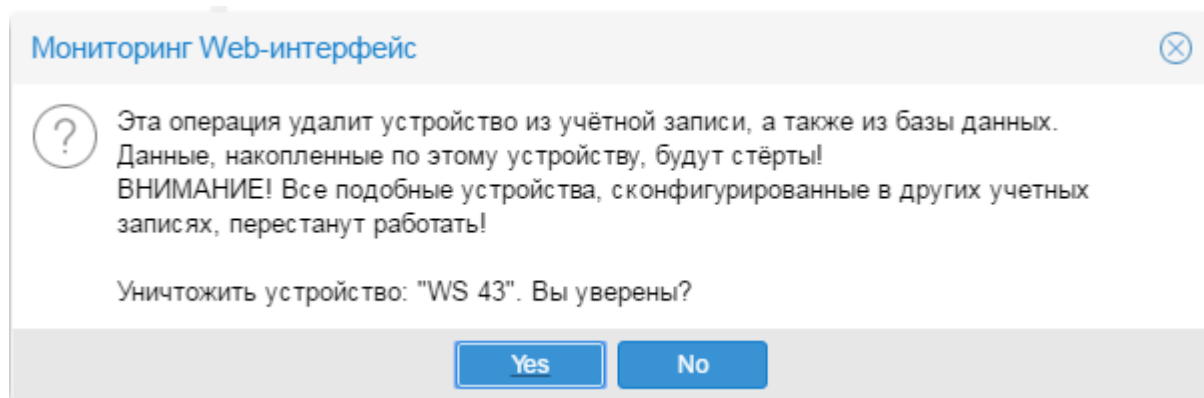 Мониторинг Web-интерфейс
Эта операция удалит устройство из учётной записи, а также из базы данных.
Данные, накопленные по этому устройству, будут стёрты!
ВНИМАНИЕ! Все подобные устройства, сконфигурированные в других учетных
записях, перестанут работать!
Уничтожить устройство: "WS 43". Вы уверены?
Yes
No